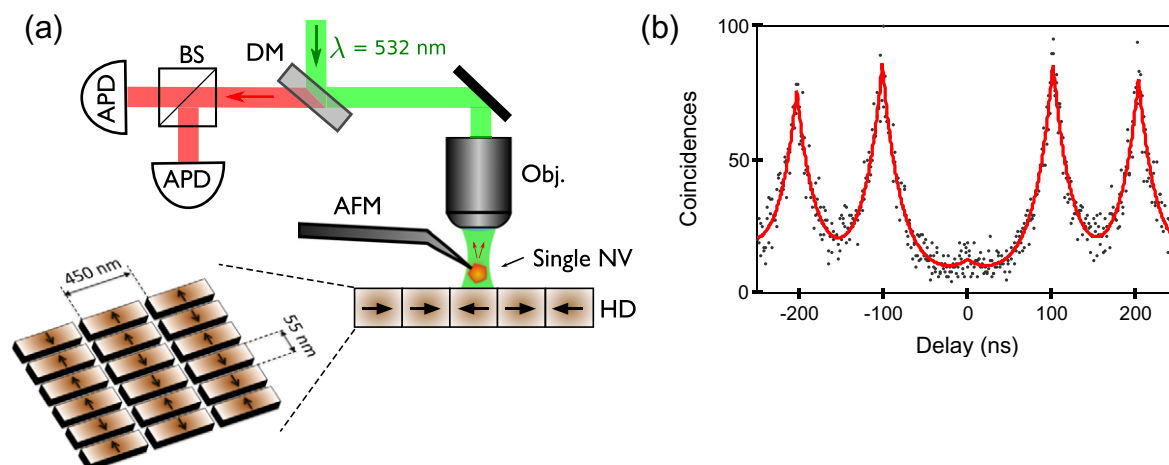 (a)
BS
DM
λ = 532 nm
APD
APD
Obj.
AFM
Single NV
HD
450 nm
55 nm
(b)
Coincidences
100
50
0
-200
-100
0
100
200
Delay (ns)